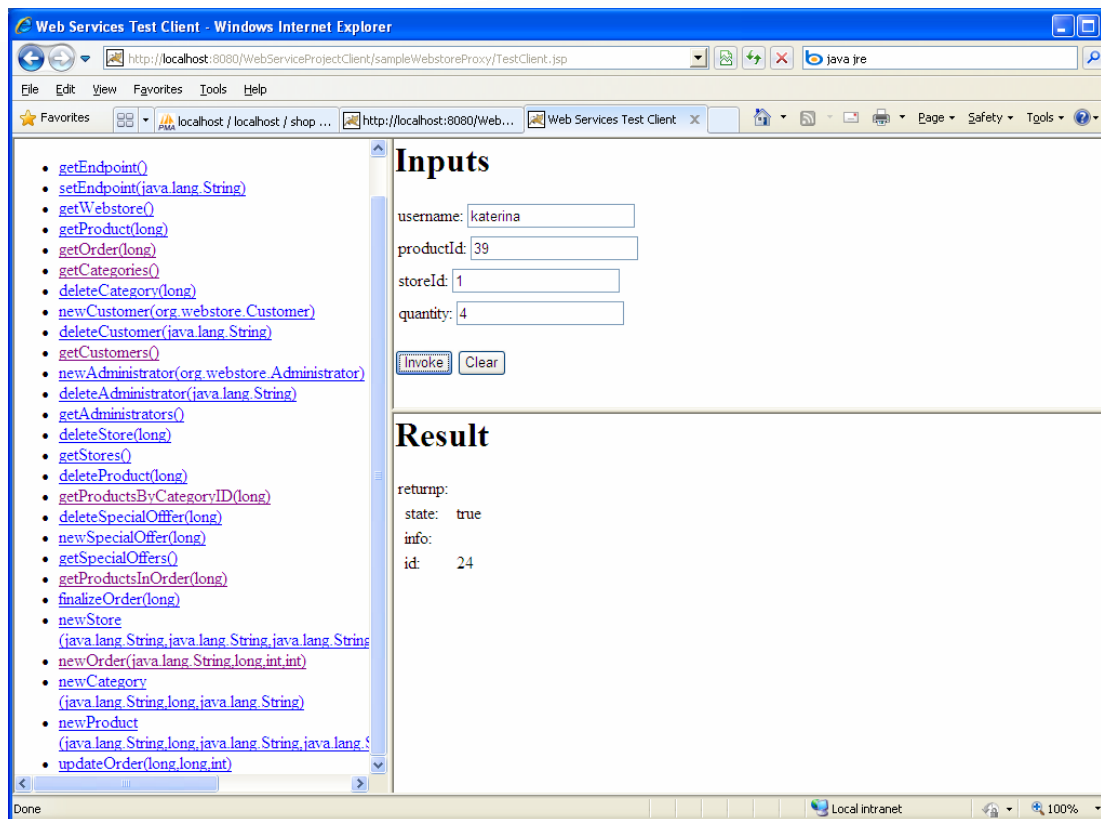 Web Services Test Client - Windows Internet Explorer
http://localhost:8080/WebServiceProjectClient/sampleWebstoreProxy/TestClient.jsp
java jre
File Edit View Favorites Tools Help
Favorites
PMA localhost / localhost / shop ...
http://localhost:8080/Web...
Web Services Test Client X
Page Safety Tools
getEndpoint()
setEndpoint(java.lang.String)
getWebstore()
getProduct(long)
getOrder(long)
getCategories()
deleteCategory(long)
newCustomer(org.webstore.Customer)
deleteCustomer(java.lang.String)
getCustomers()
newAdministrator(org.webstore.Administrator)
deleteAdministrator(java.lang.String)
getAdministrators()
deleteStore(long)
getStores()
deleteProduct(long)
getProductsByCategoryID(long)
deleteSpecialOfffer(long)
newSpecialOffer(long)
getSpecialOffers()
getProductsInOrder(long)
finalizeOrder(long)
newStore
(java.lang.String,java.lang.String,java.lang.String
newOrder(java.lang.String,long,int,int)
newCategory
(java.lang.String,long,java.lang.String)
newProduct
(java.lang.String,long,java.lang.String,java.lang.S
updateOrder(long,long,int)
Inputs
username: katerina
productId: 39
storeId: 1
quantity: 4
Invoke Clear
Result
returnp:
state: true
info:
id: 24
Done
Local intranet
100%